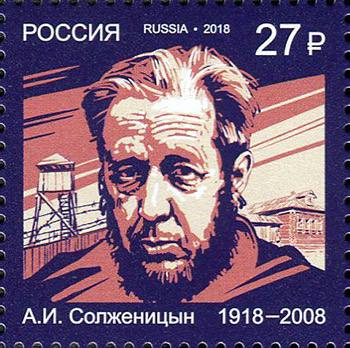 РОССИЯ RUSSIA • 2018 27 ₽
А.И. Солженицын 1918–2008